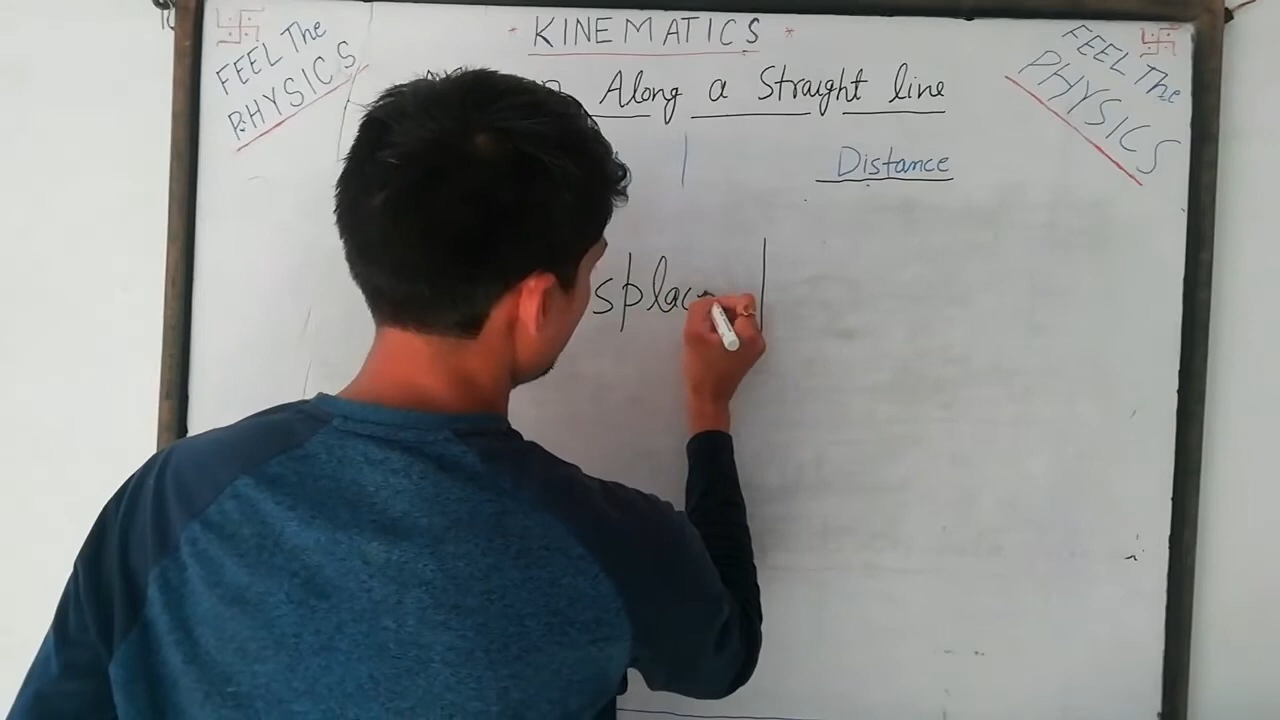 KINEMATICS
FEEL The
PHYSICS
Along a Straight line
FEEL The
PHYSICS
Distance
splac